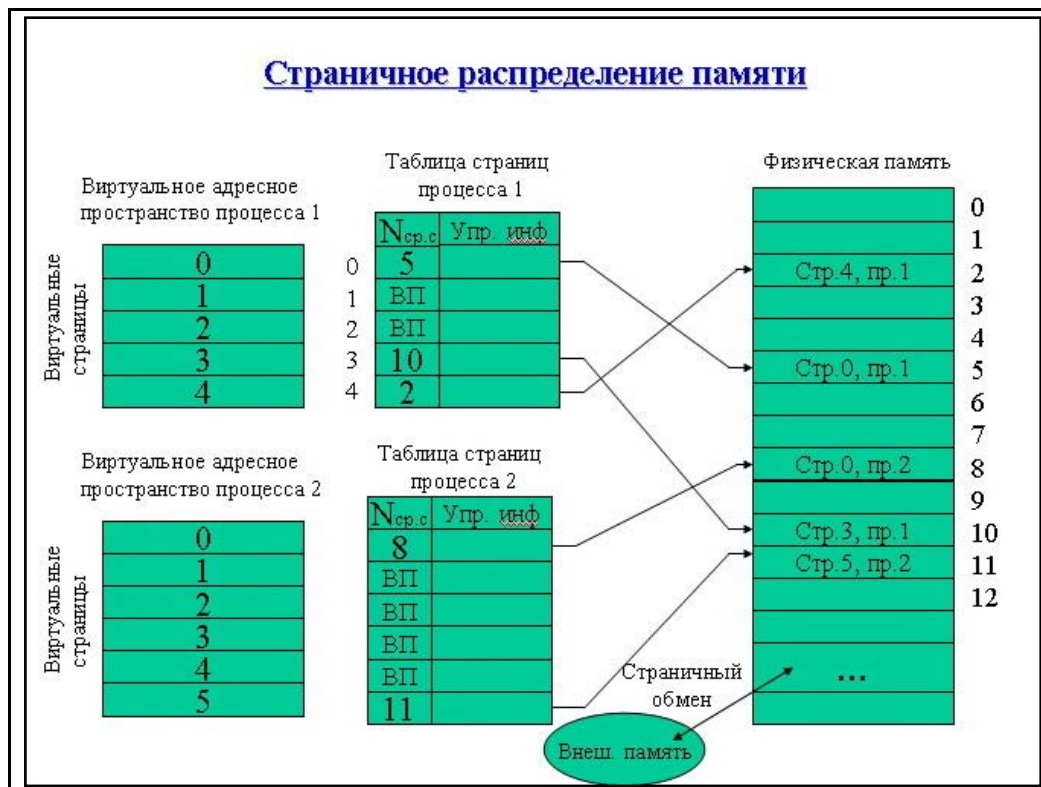 Страничное распределение памяти
Виртуальное адресное
пространство процесса 1
Виртуальные
страницы
0
1
2
3
4
Таблица страниц
процесса 1
Nср.с Упр. инф
0 5
1 ВП
2 ВП
3 10
4 2
Виртуальное адресное
пространство процесса 2
Виртуальные
страницы
0
1
2
3
4
5
Таблица страниц
процесса 2
Nср.с Упр. инф
8
ВП
ВП
ВП
ВП
11
Физическая память
0
1
Стр.4, пр.1 2
3
4
Стр.0, пр.1 5
6
7
Стр.0, пр.2 8
9
Стр.3, пр.1 10
Стр.5, пр.2 11
12
...
Страничный
обмен
Внеш. память